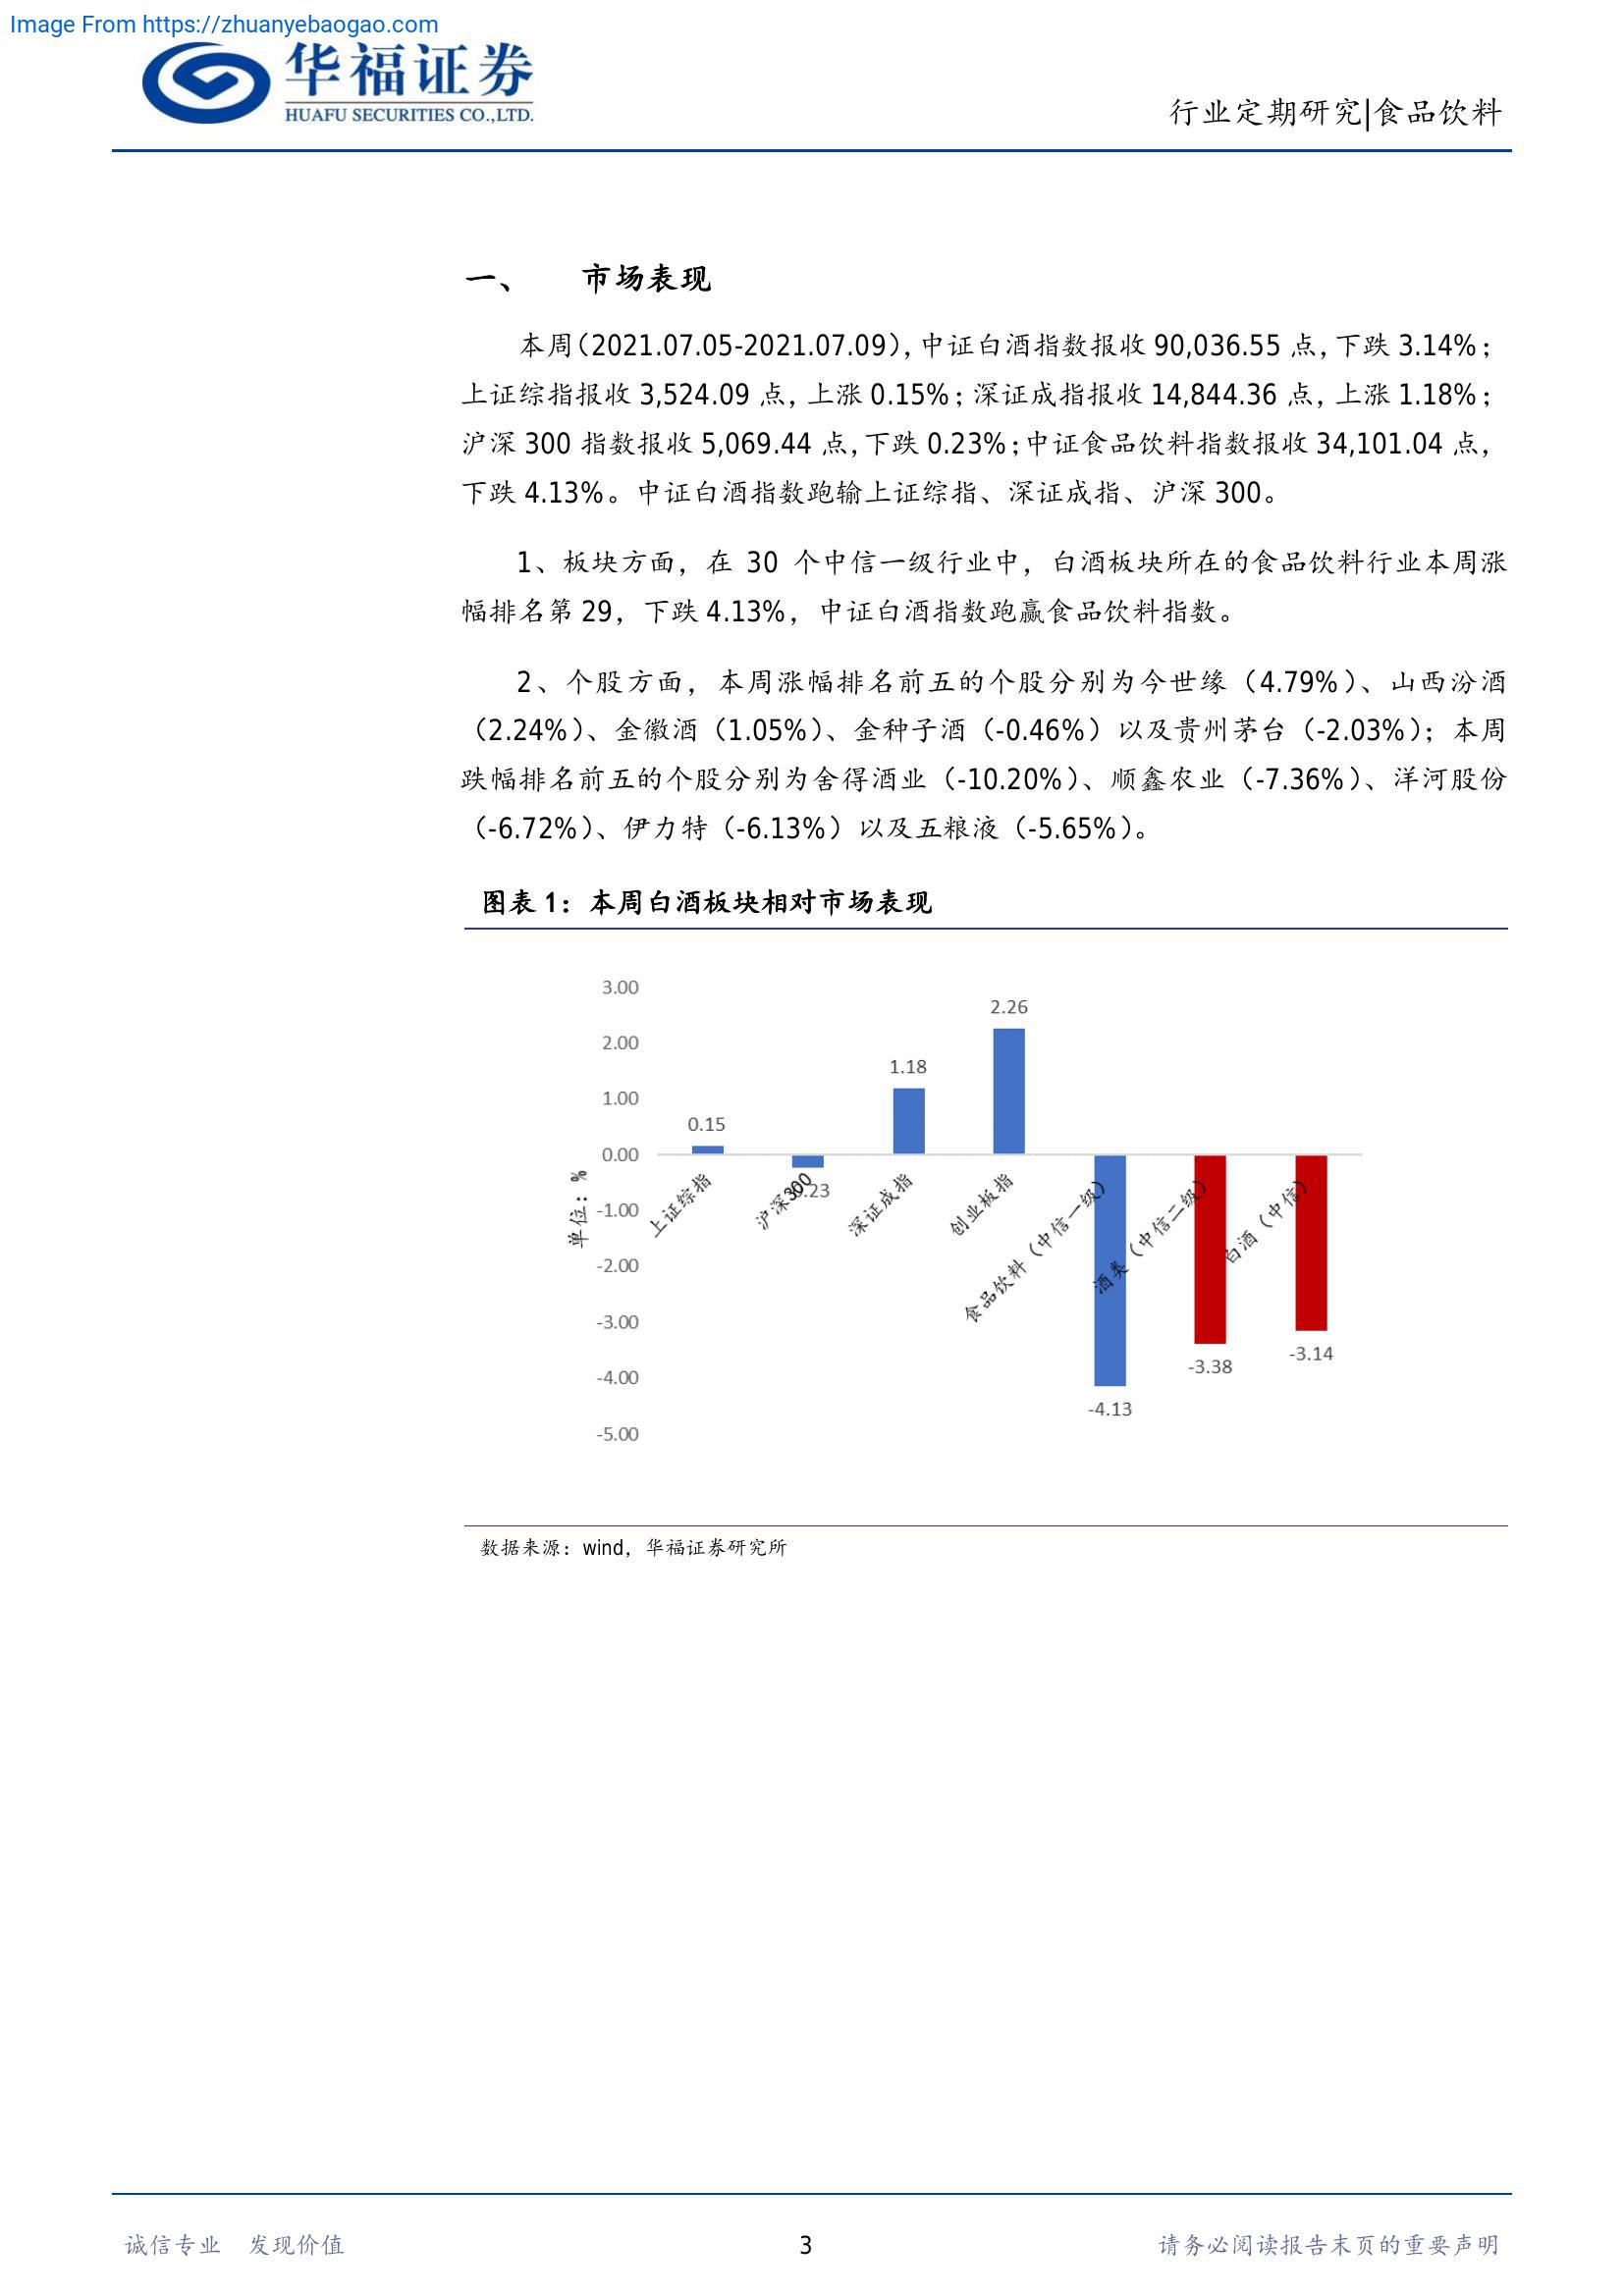 Image From https://zhuanyebaogao.com
华福证券
HUAFU SECURITIES CO.,LTD.
行业定期研究|食品饮料
一、 市场表现
本周（2021.07.05-2021.07.09），中证白酒指数报收 90,036.55 点，下跌 3.14%；
上证综指报收 3,524.09 点，上涨 0.15%；深证成指报收 14,844.36 点，上涨 1.18%；
沪深 300 指数报收 5,069.44 点，下跌 0.23%；中证食品饮料指数报收 34,101.04 点，
下跌 4.13%。中证白酒指数跑输上证综指、深证成指、沪深 300。
1、板块方面，在 30 个中信一级行业中，白酒板块所在的食品饮料行业本周涨
幅排名第 29，下跌 4.13%，中证白酒指数跑赢食品饮料指数。
2、个股方面，本周涨幅排名前五的个股分别为今世缘（4.79%）、山西汾酒
（2.24%）、金徽酒（1.05%）、金种子酒（-0.46%）以及贵州茅台（-2.03%）；本周
跌幅排名前五的个股分别为舍得酒业（-10.20%）、顺鑫农业（-7.36%）、洋河股份
（-6.72%）、伊力特（-6.13%）以及五粮液（-5.65%）。
图表 1：本周白酒板块相对市场表现
单位：%
3.00
2.00
1.00
0.00
-1.00
-2.00
-3.00
-4.00
-5.00
0.15
-0.23
1.18
2.26
-4.13
-3.38
-3.14
上证综指
沪深300
深证成指
创业板指
食品饮料（中信一级）
酒类（中信二级）
白酒（中信）
数据来源：wind，华福证券研究所
诚信专业 发现价值
3
请务必阅读报告末页的重要声明